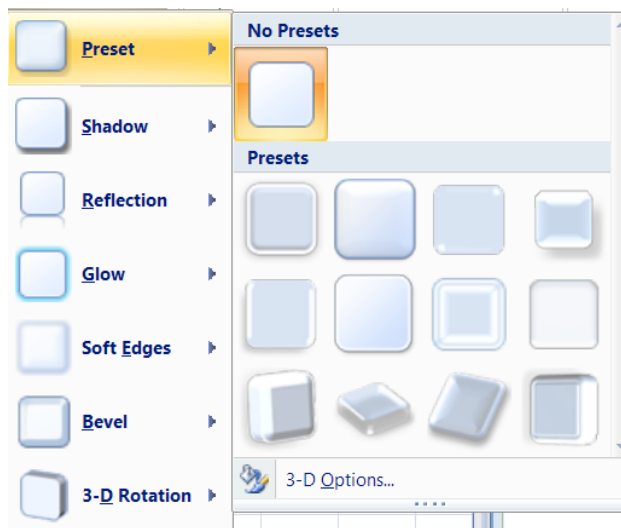 Preset
Shadow
Reflection
Glow
Soft Edges
Bevel
3-D Rotation
No Presets
Presets
3-D Options...